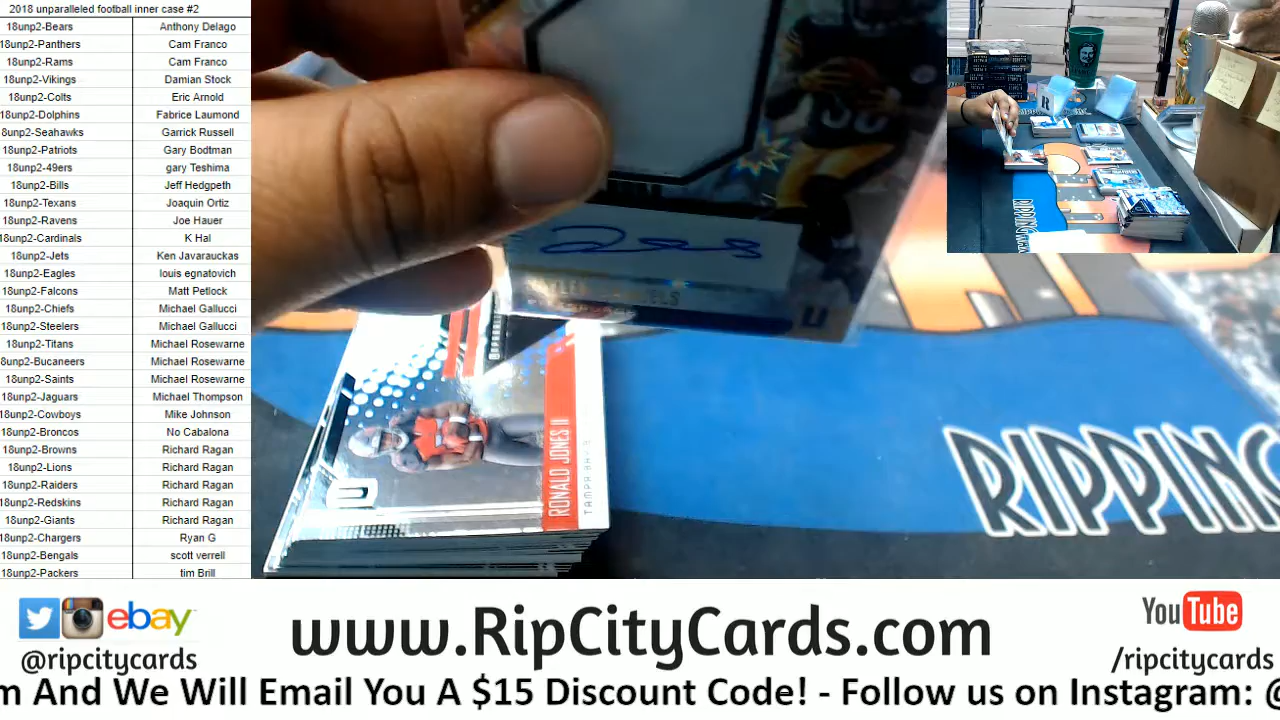 2018 unparalleled football inner case #2
18unp2-Bears Anthony Delago
18unp2-Panthers Cam Franco
18unp2-Rams Cam Franco
18unp2-Vikings Damian Stock
18unp2-Colts Eric Arnold
18unp2-Dolphins Fabrice Laumond
8unp2-Seahawks Garrick Russell
18unp2-Patriots Gary Bodtman
18unp2-49ers gary Teshima
18unp2-Bills Jeff Hedgpeth
18unp2-Texans Joaquin Ortiz
18unp2-Ravens Joe Hauer
18unp2-Cardinals K Hal
18unp2-Jets Ken Javarauckas
18unp2-Eagles louis egnatovich
18unp2-Falcons Matt Petlock
18unp2-Chiefs Michael Gallucci
18unp2-Steelers Michael Gallucci
18unp2-Titans Michael Rosewarne
8unp2-Bucaneers Michael Rosewarne
18unp2-Saints Michael Rosewarne
18unp2-Jaguars Michael Thompson
18unp2-Cowboys Mike Johnson
18unp2-Broncos No Cabalona
18unp2-Browns Richard Ragan
18unp2-Lions Richard Ragan
18unp2-Raiders Richard Ragan
18unp2-Redskins Richard Ragan
18unp2-Giants Richard Ragan
18unp2-Chargers Ryan G
18unp2-Bengals scott verrell
18unp2-Packers tim Brill
U
RONALD JONES II
TAMPA BAY
U
RIPPING
RIPPIN
ebay
@ripcitycards
www.RipCityCards.com
YouTube
/ripcitycards
m And We Will Email You A $15 Discount Code! - Follow us on Instagram: @